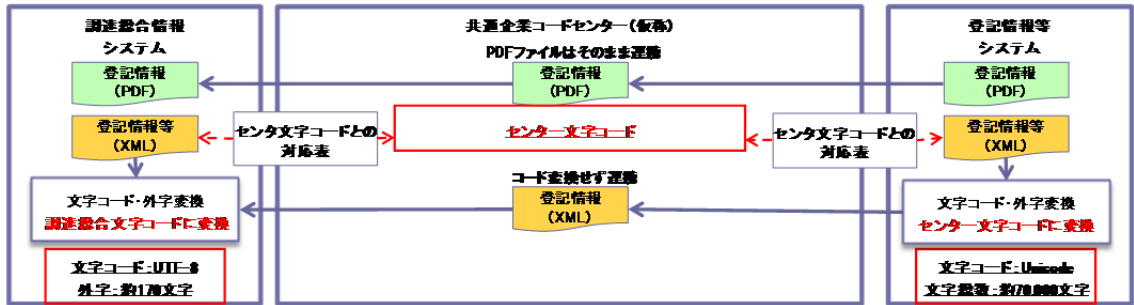 調達総合情報
システム
登記情報
(PDF)
登記情報等
(XML)
文字コード・外字変換
調達総合文字コードに変換
文字コード:UTF-8
外字:約170文字
センタ文字コードとの
対応表
共通企業コードセンター(仮称)
PDFファイルはそのまま連携
登記情報
(PDF)
センター文字コード
コード変換せず連携
登記情報
(XML)
センタ文字コードとの
対応表
登記情報等
システム
登記情報
(PDF)
登記情報等
(XML)
文字コード・外字変換
センター文字コードに変換
文字コード:Unicode
文字総数:約70,000文字